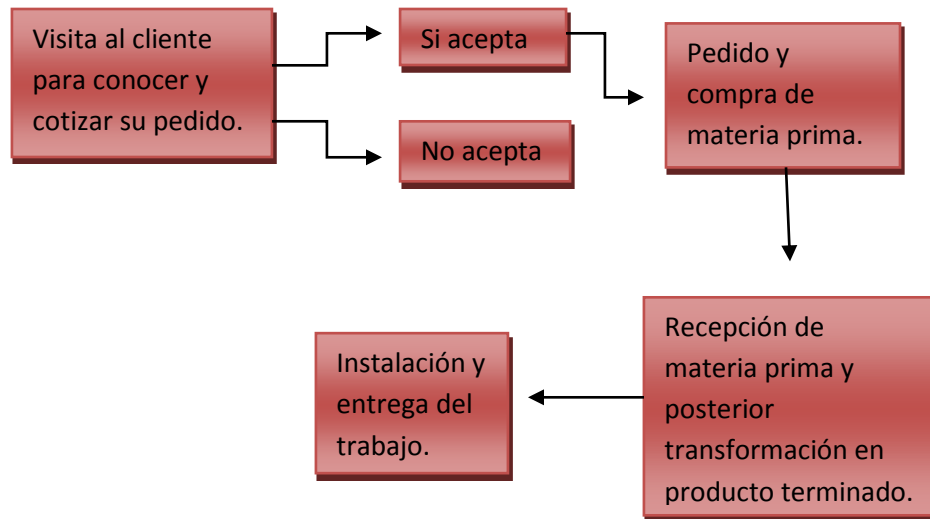 Visita al cliente
para conocer y
cotizar su pedido.
Si acepta
No acepta
Pedido y
compra de
materia prima.
Recepción de
materia prima y
posterior
transformación en
producto terminado.
Instalación y
entrega del
trabajo.